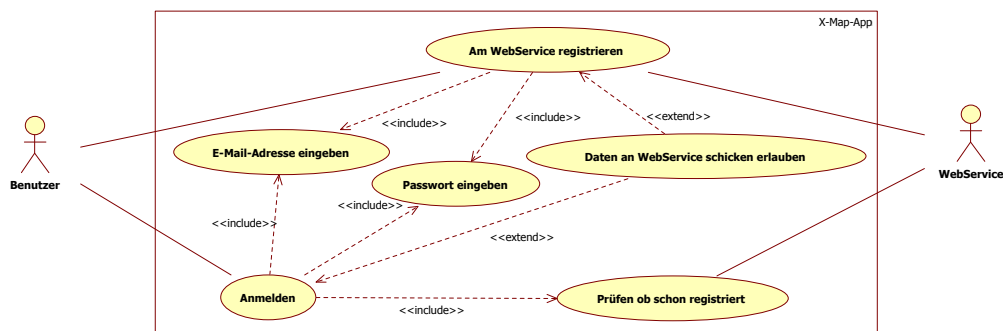 X-Map-App
Am WebService registrieren
<<include>>
<<include>>
<<extend>>
E-Mail-Adresse eingeben
Daten an WebService schicken erlauben
Passwort eingeben
Benutzer
WebService
<<include>>
<<include>>
<<extend>>
Anmelden
Prüfen ob schon registriert
<<include>>